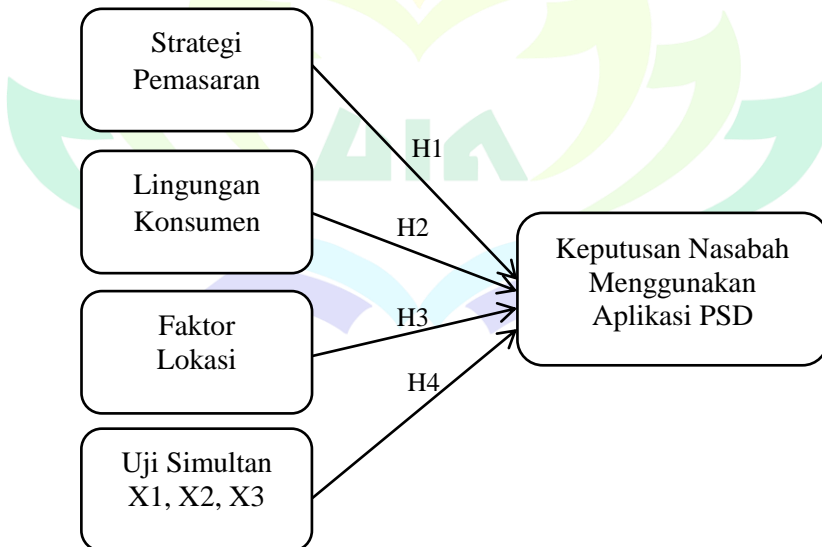 Strategi
Pemasaran
H1
Lingungan
Konsumen
H2
Keputusan Nasabah
Menggunakan
Aplikasi PSD
Faktor
Lokasi
H3
H4
Uji Simultan
X1, X2, X3
UIN